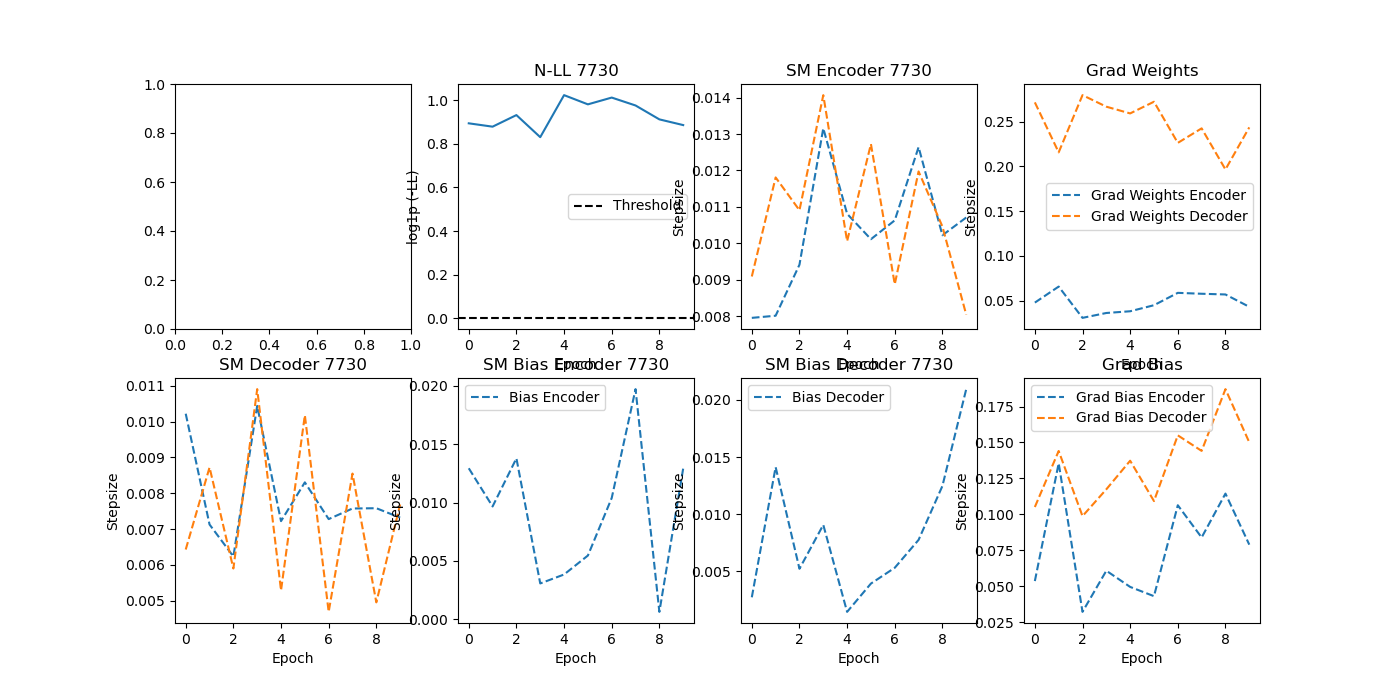 N-LL 7730
SM Encoder 7730
Grad Weights
1.0
0.8
0.6
0.4
0.2
0.0
0.0 0.2 0.4 0.6 0.8 1.0
log1p (-LL)
1.0
0.8
0.6
0.4
0.2
0.0
Threshold
0 2 4 6 8
Epoch
Stepsize
0.014
0.013
0.012
0.011
0.010
0.009
0.008
0 2 4 6 8
Epoch
Stepsize
0.25
0.20
0.15
0.10
0.05
Grad Weights Encoder
Grad Weights Decoder
0 2 4 6 8
Epoch
SM Decoder 7730
SM Bias Encoder 7730
SM Bias Decoder 7730
Grad Bias
Stepsize
0.011
0.010
0.009
0.008
0.007
0.006
0.005
0 2 4 6 8
Epoch
Stepsize
0.020
0.015
0.010
0.005
0.000
Bias Encoder
0 2 4 6 8
Epoch
Stepsize
0.020
0.015
0.010
0.005
Bias Decoder
0 2 4 6 8
Epoch
Stepsize
0.175
0.150
0.125
0.100
0.075
0.050
0.025
Grad Bias Encoder
Grad Bias Decoder
0 2 4 6 8
Epoch